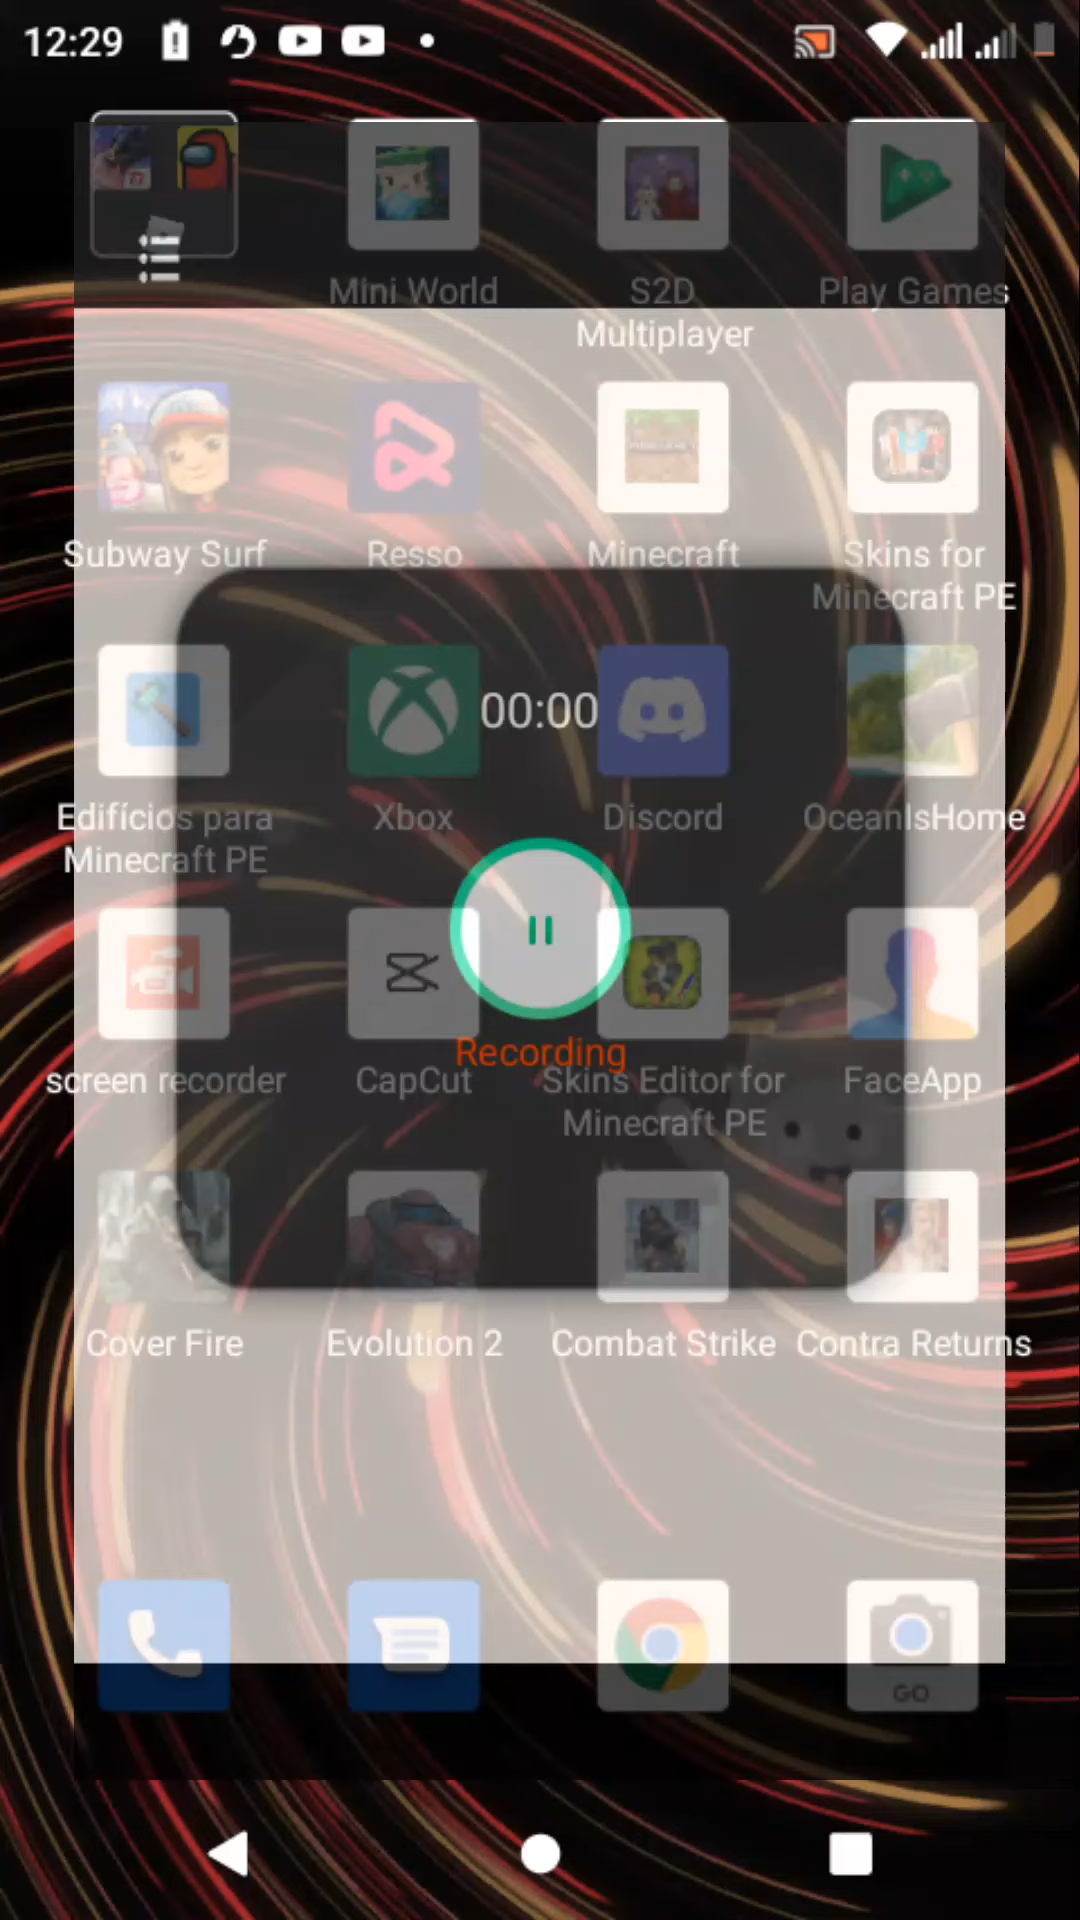 12:29
Mini World
S2D
Multiplayer
Play Games
Subway Surf
Resso
Minecraft
Skins for
Minecraft PE
00:00
Edifícios para
Minecraft PE
Xbox
Discord
OceanIsHome
Recording
screen recorder
CapCut
Skins Editor for
Minecraft PE
FaceApp
Cover Fire
Evolution 2
Combat Strike
Contra Returns
GO